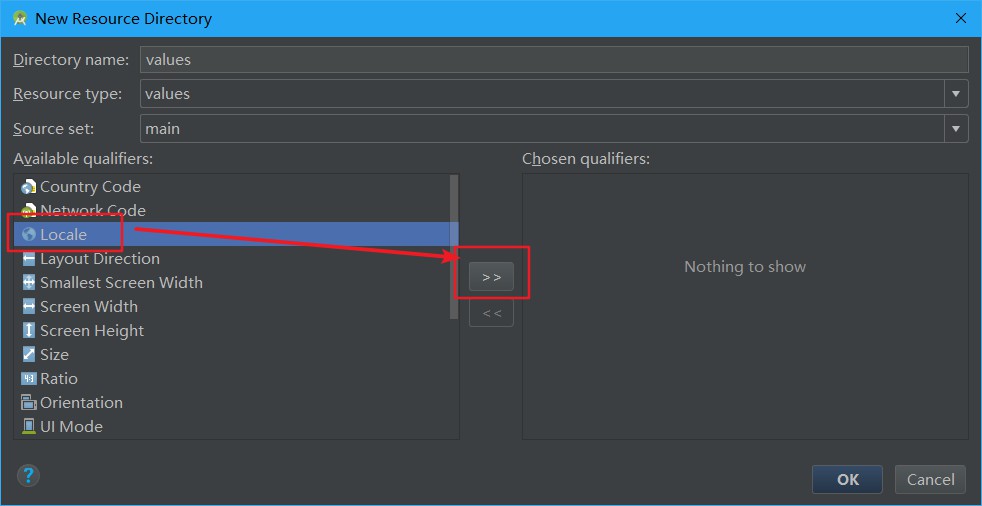 New Resource Directory
Directory name: values
Resource type: values
Source set: main
Available qualifiers:
Country Code
Network Code
Locale
Layout Direction
Smallest Screen Width
Screen Width
Screen Height
Size
4:3 Ratio
Orientation
UI Mode
>>
<<
Chosen qualifiers:
Nothing to show
?
OK
Cancel